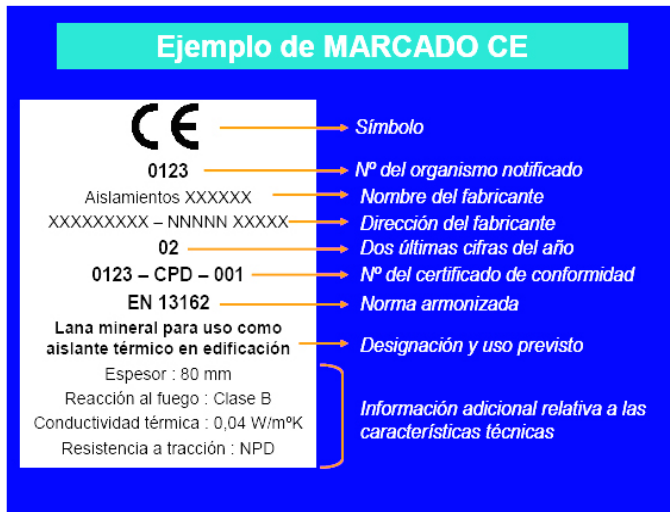 Ejemplo de MARCADO CE
CE
Símbolo
0123
Nº del organismo notificado
Aislamientos XXXXXX
Nombre del fabricante
XXXXXXXXX – NNNNN XXXXX
Dirección del fabricante
02
Dos últimas cifras del año
0123 – CPD – 001
Nº del certificado de conformidad
EN 13162
Norma armonizada
Lana mineral para uso como
aislante térmico en edificación
Designación y uso previsto
Espesor : 80 mm
Reacción al fuego : Clase B
Conductividad térmica : 0,04 W/mºK
Resistencia a tracción : NPD
Información adicional relativa a las
características técnicas